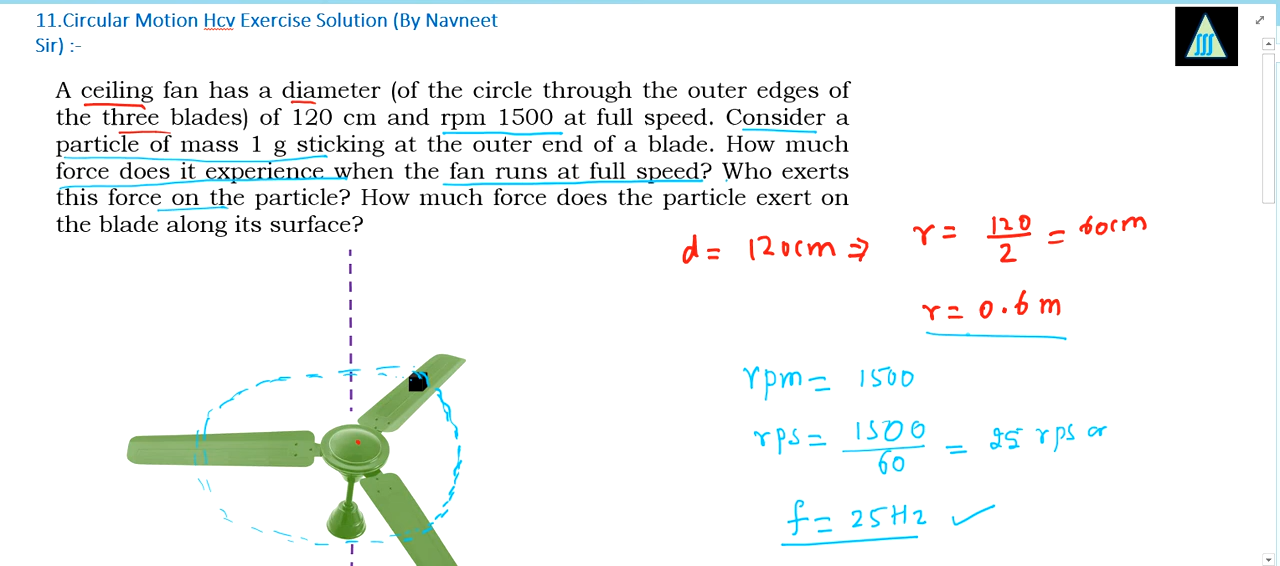 11.Circular Motion Hcv Exercise Solution (By Navneet
Sir) :-
A ceiling fan has a diameter (of the circle through the outer edges of
the three blades) of 120 cm and rpm 1500 at full speed. Consider a
particle of mass 1 g sticking at the outer end of a blade. How much
force does it experience when the fan runs at full speed? Who exerts
this force on the particle? How much force does the particle exert on
the blade along its surface?
d = 120cm ⇒ r = 120/2 = 60cm
r = 0.6 m
rpm = 1500
rps = 1500/60 = 25 rps or
f = 25Hz ✓